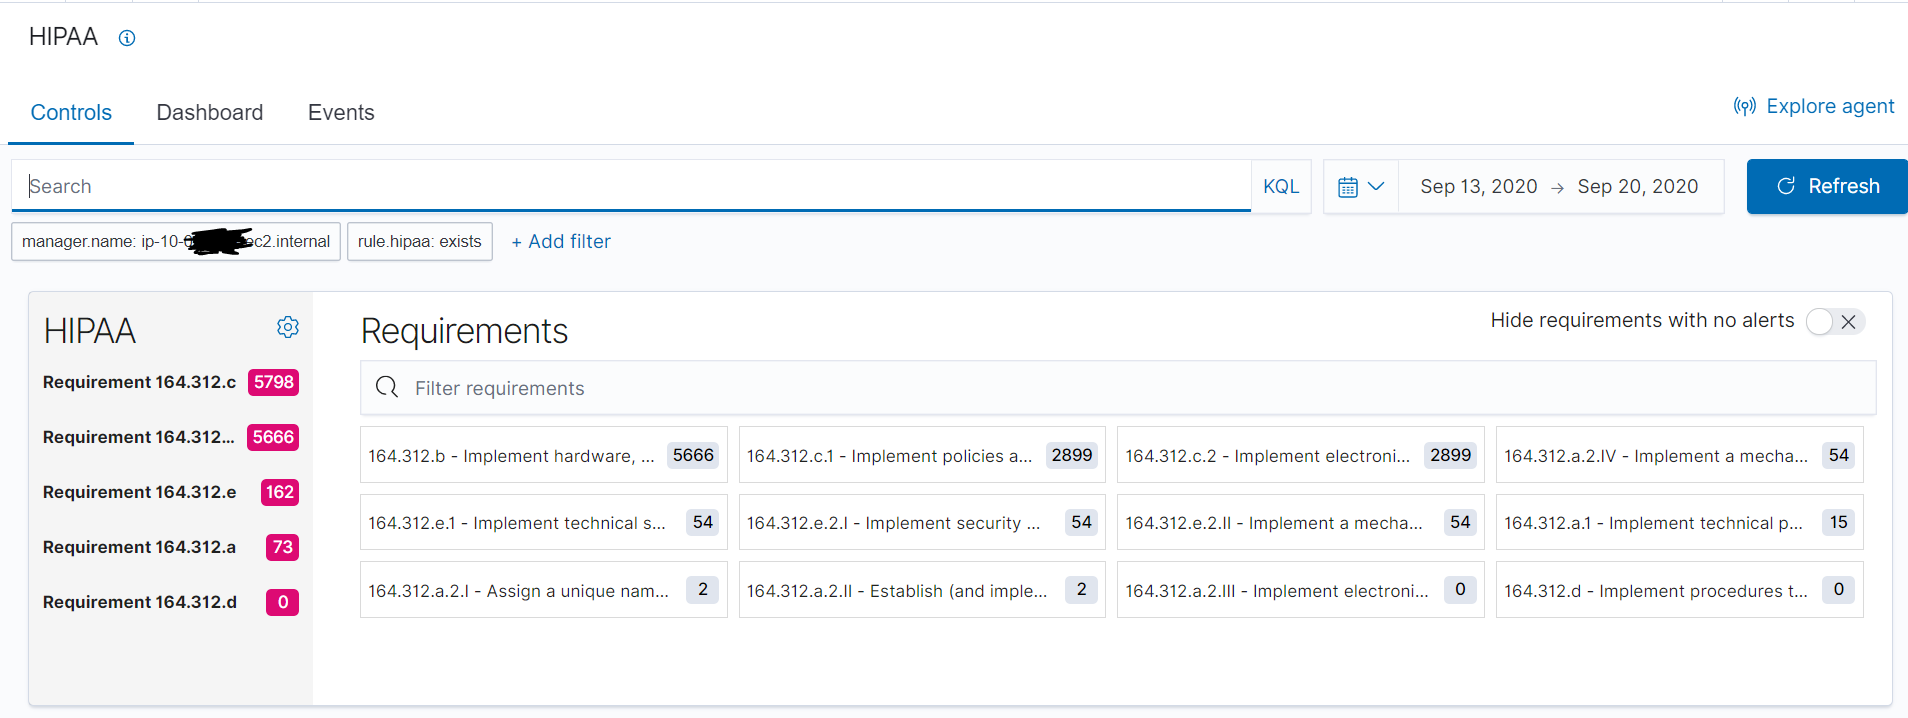 HIPAA
Controls Dashboard Events
Explore agent
Search KQL Sep 13, 2020 → Sep 20, 2020 Refresh
manager.name: ip-10- ec2.internal rule.hipaa: exists + Add filter
HIPAA
Requirement 164.312.c 5798
Requirement 164.312... 5666
Requirement 164.312.e 162
Requirement 164.312.a 73
Requirement 164.312.d 0
Requirements
Hide requirements with no alerts
Filter requirements
164.312.b - Implement hardware, ... 5666 164.312.c.1 - Implement policies a... 2899 164.312.c.2 - Implement electroni... 2899 164.312.a.2.IV - Implement a mecha... 54
164.312.e.1 - Implement technical s... 54 164.312.e.2.I - Implement security ... 54 164.312.e.2.II - Implement a mecha... 54 164.312.a.1 - Implement technical p... 15
164.312.a.2.I - Assign a unique nam... 2 164.312.a.2.II - Establish (and imple... 2 164.312.a.2.III - Implement electroni... 0 164.312.d - Implement procedures t... 0